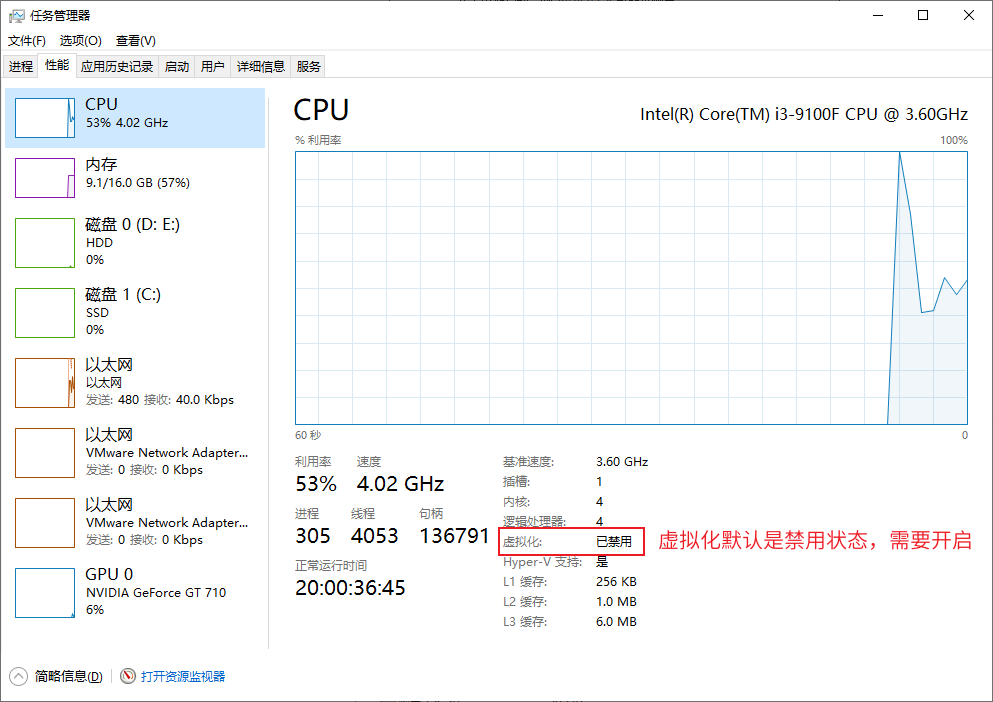 任务管理器
文件(F) 选项(O) 查看(V)
进程 性能 应用历史记录 启动 用户 详细信息 服务
CPU
53% 4.02 GHz
内存
9.1/16.0 GB (57%)
磁盘 0 (D: E:)
HDD
0%
磁盘 1 (C:)
SSD
0%
以太网
以太网
发送: 480 接收: 40.0 Kbps
以太网
VMware Network Adapter...
发送: 0 接收: 0 Kbps
以太网
VMware Network Adapter...
发送: 0 接收: 0 Kbps
GPU 0
NVIDIA GeForce GT 710
6%
CPU
Intel(R) Core(TM) i3-9100F CPU @ 3.60GHz
% 利用率 100%
60 秒 0
利用率 速度
53% 4.02 GHz
进程 线程 句柄
305 4053 136791
正常运行时间
20:00:36:45
基准速度: 3.60 GHz
插槽: 1
内核: 4
逻辑处理器: 4
虚拟化: 已禁用
虚拟化默认是禁用状态，需要开启
Hyper-V 支持: 是
L1 缓存: 256 KB
L2 缓存: 1.0 MB
L3 缓存: 6.0 MB
简略信息(D) 打开资源监视器